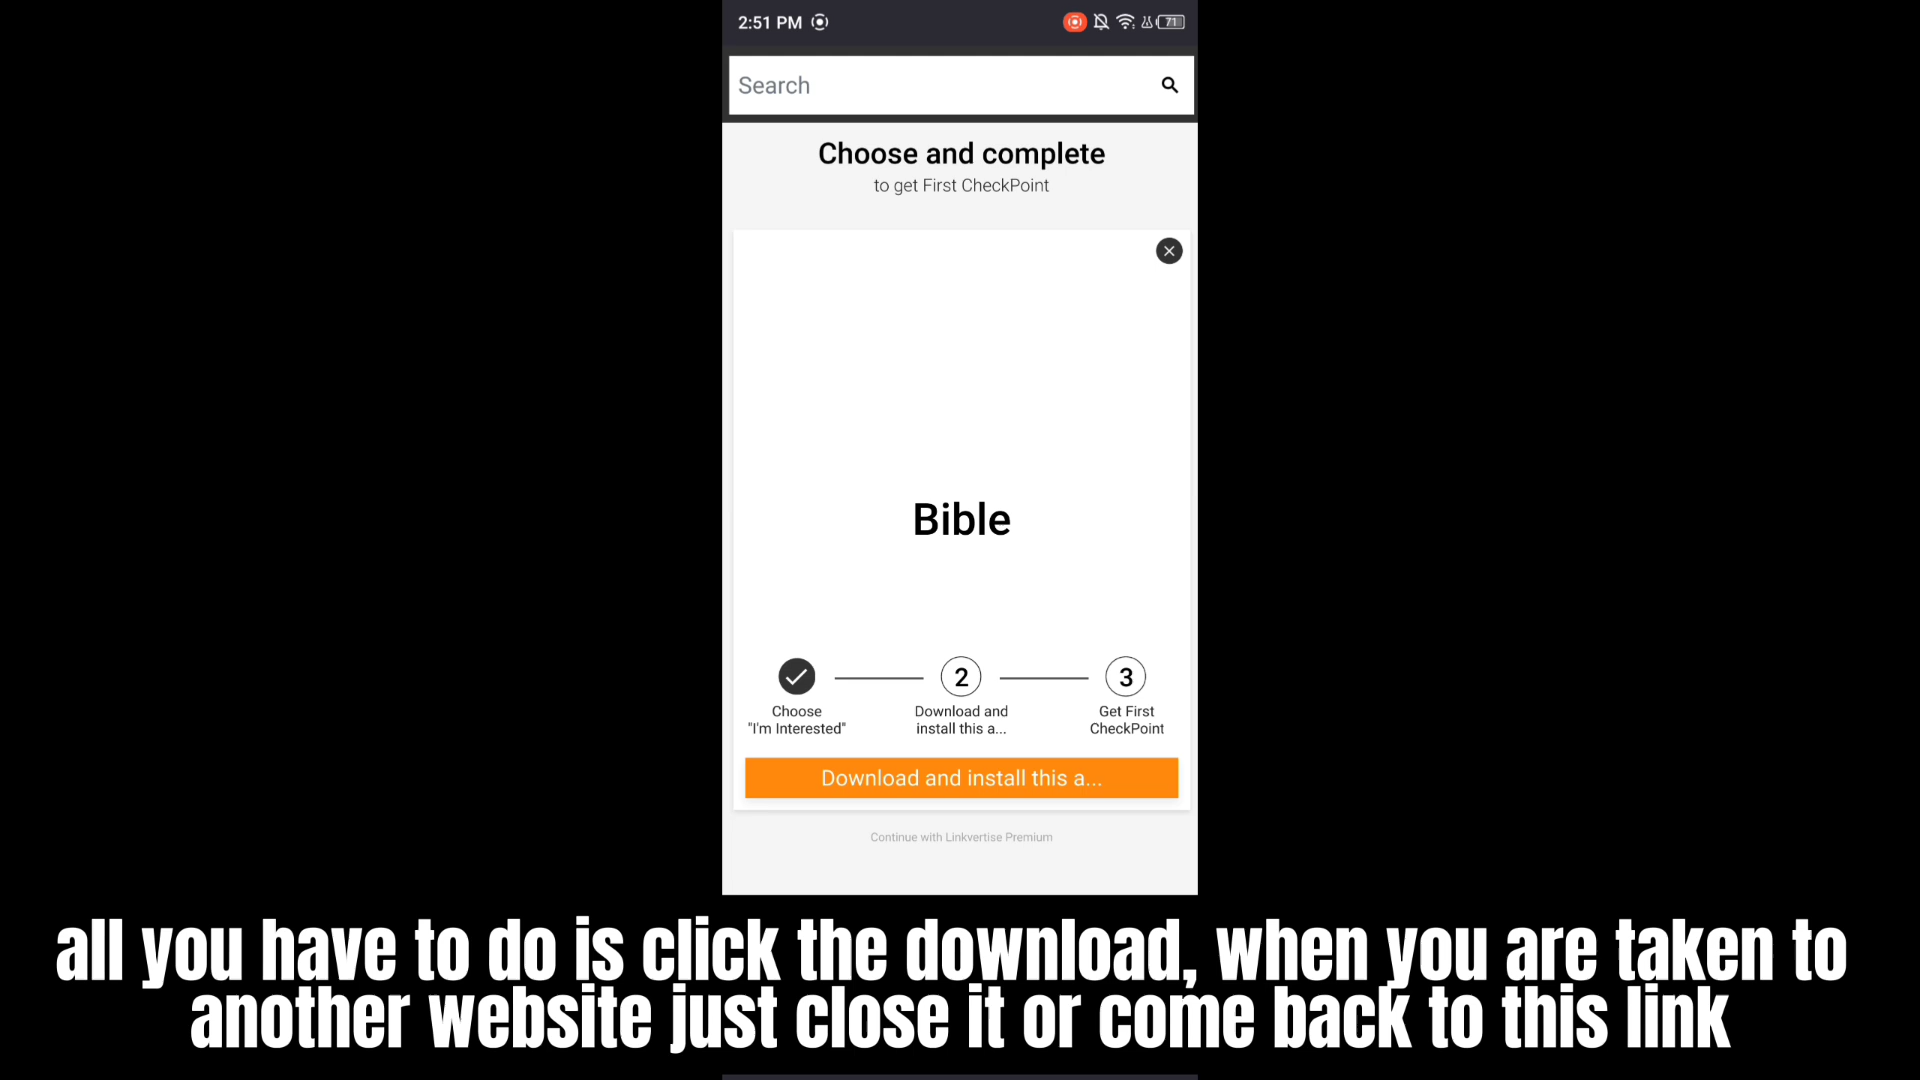 2:51 PM
71
Search
Choose and complete
to get First CheckPoint
Bible
2
3
Choose
"I'm Interested"
Download and
install this a...
Get First
CheckPoint
Download and install this a...
Continue with Linkvertise Premium
all you have to do is click the download, when you are taken to
another website just close it or come back to this link